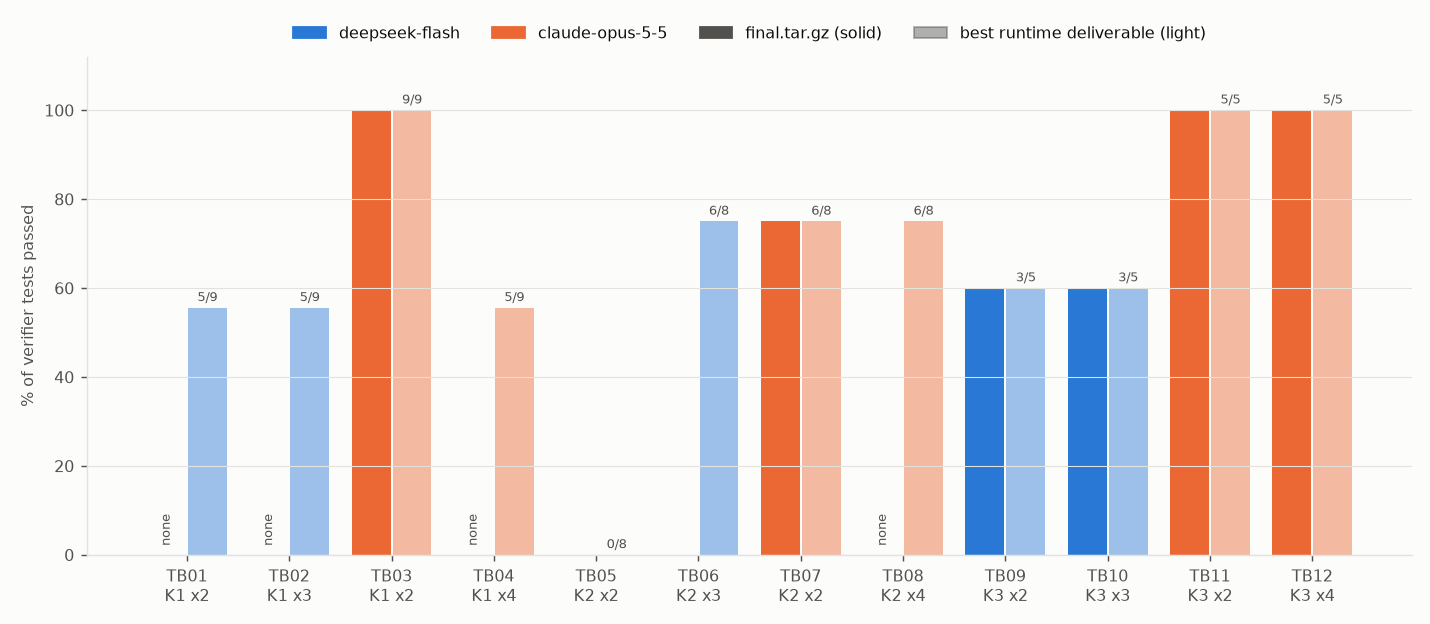 deepseek-flash claude-opus-5-5 final.tar.gz (solid) best runtime deliverable (light)
% of verifier tests passed
100
80
60
40
20
0
none 5/9 none 5/9 9/9 none 5/9 0/8 6/8 6/8 none 6/8 3/5 3/5 5/5 5/5
TB01 TB02 TB03 TB04 TB05 TB06 TB07 TB08 TB09 TB10 TB11 TB12
K1 x2 K1 x3 K1 x2 K1 x4 K2 x2 K2 x3 K2 x2 K2 x4 K3 x2 K3 x3 K3 x2 K3 x4